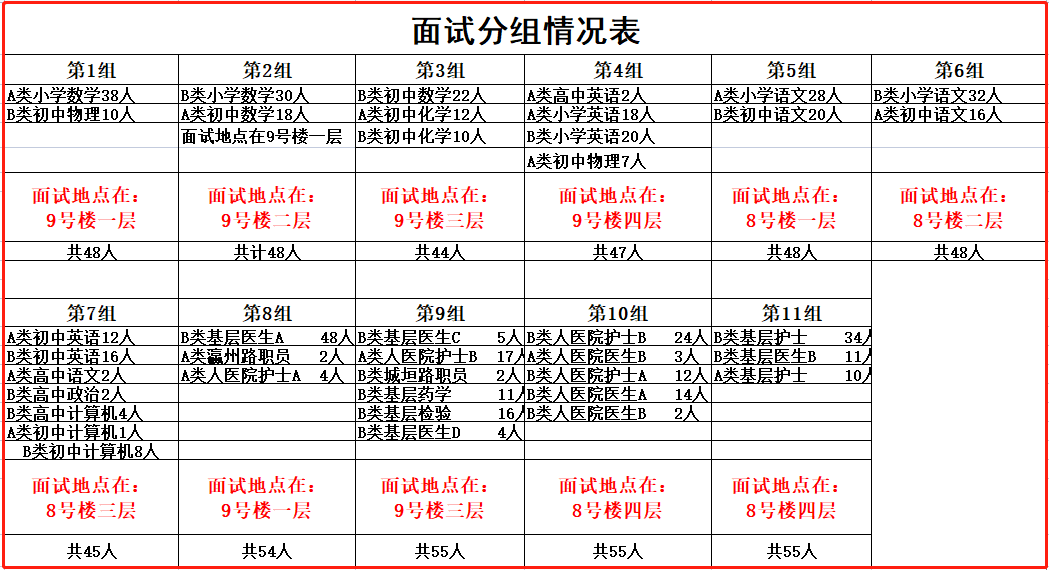 面试分组情况表
第1组 第2组 第3组 第4组 第5组 第6组
A类小学数学38人 B类小学数学30人 B类初中数学22人 A类高中英语2人 A类小学语文28人 B类小学语文32人
B类初中物理10人 A类初中数学18人 A类初中化学12人 A类小学英语18人 B类初中语文20人 A类初中语文16人
面试地点在9号楼一层 B类初中化学10人 B类小学英语20人
A类初中物理7人
面试地点在: 面试地点在: 面试地点在: 面试地点在: 面试地点在: 面试地点在:
9号楼一层 9号楼二层 9号楼三层 9号楼四层 8号楼一层 8号楼二层
共48人 共计48人 共44人 共47人 共48人 共48人
第7组 第8组 第9组 第10组 第11组
A类初中英语12人 B类基层医生A 48人 B类基层医生C 5人 B类人医院护士B 24人 B类基层护士 34人
B类初中英语16人 A类瀛州路职员 2人 A类人医院护士B 17人 A类人医院医生B 3人 B类基层医生B 11人
A类高中语文2人 A类人医院护士A 4人 B类城垣路职员 2人 B类人医院护士A 12人 A类基层护士 10人
B类高中政治2人 B类基层药学 11人 B类人医院医生A 14人
B类高中计算机4人 B类基层检验 16人 B类人医院医生B 2人
A类初中计算机1人 B类基层医生D 4人
B类初中计算机8人
面试地点在: 面试地点在: 面试地点在: 面试地点在: 面试地点在:
8号楼三层 9号楼一层 9号楼三层 8号楼四层 8号楼四层
共45人 共54人 共55人 共55人 共55人